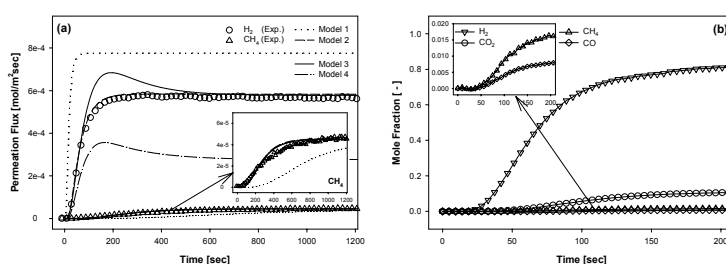 (a)
H2 (Exp.)
CH4 (Exp.)
Model 1
Model 2
Model 3
Model 4
Permeation Flux [mol/m2sec]
8e-4
6e-4
4e-4
2e-4
0
0 200 400 600 800 1000 1200
Time [sec]
6e-5
4e-5
2e-5
0
0 200 400 600 800 1000 1200
CH4
(b)
H2
CO2
CH4
CO
Mole Fraction [ - ]
1.0
0.8
0.6
0.4
0.2
0.0
0 50 100 150 200
Time [sec]
0.020
0.015
0.010
0.005
0.000
0 50 100 150 200